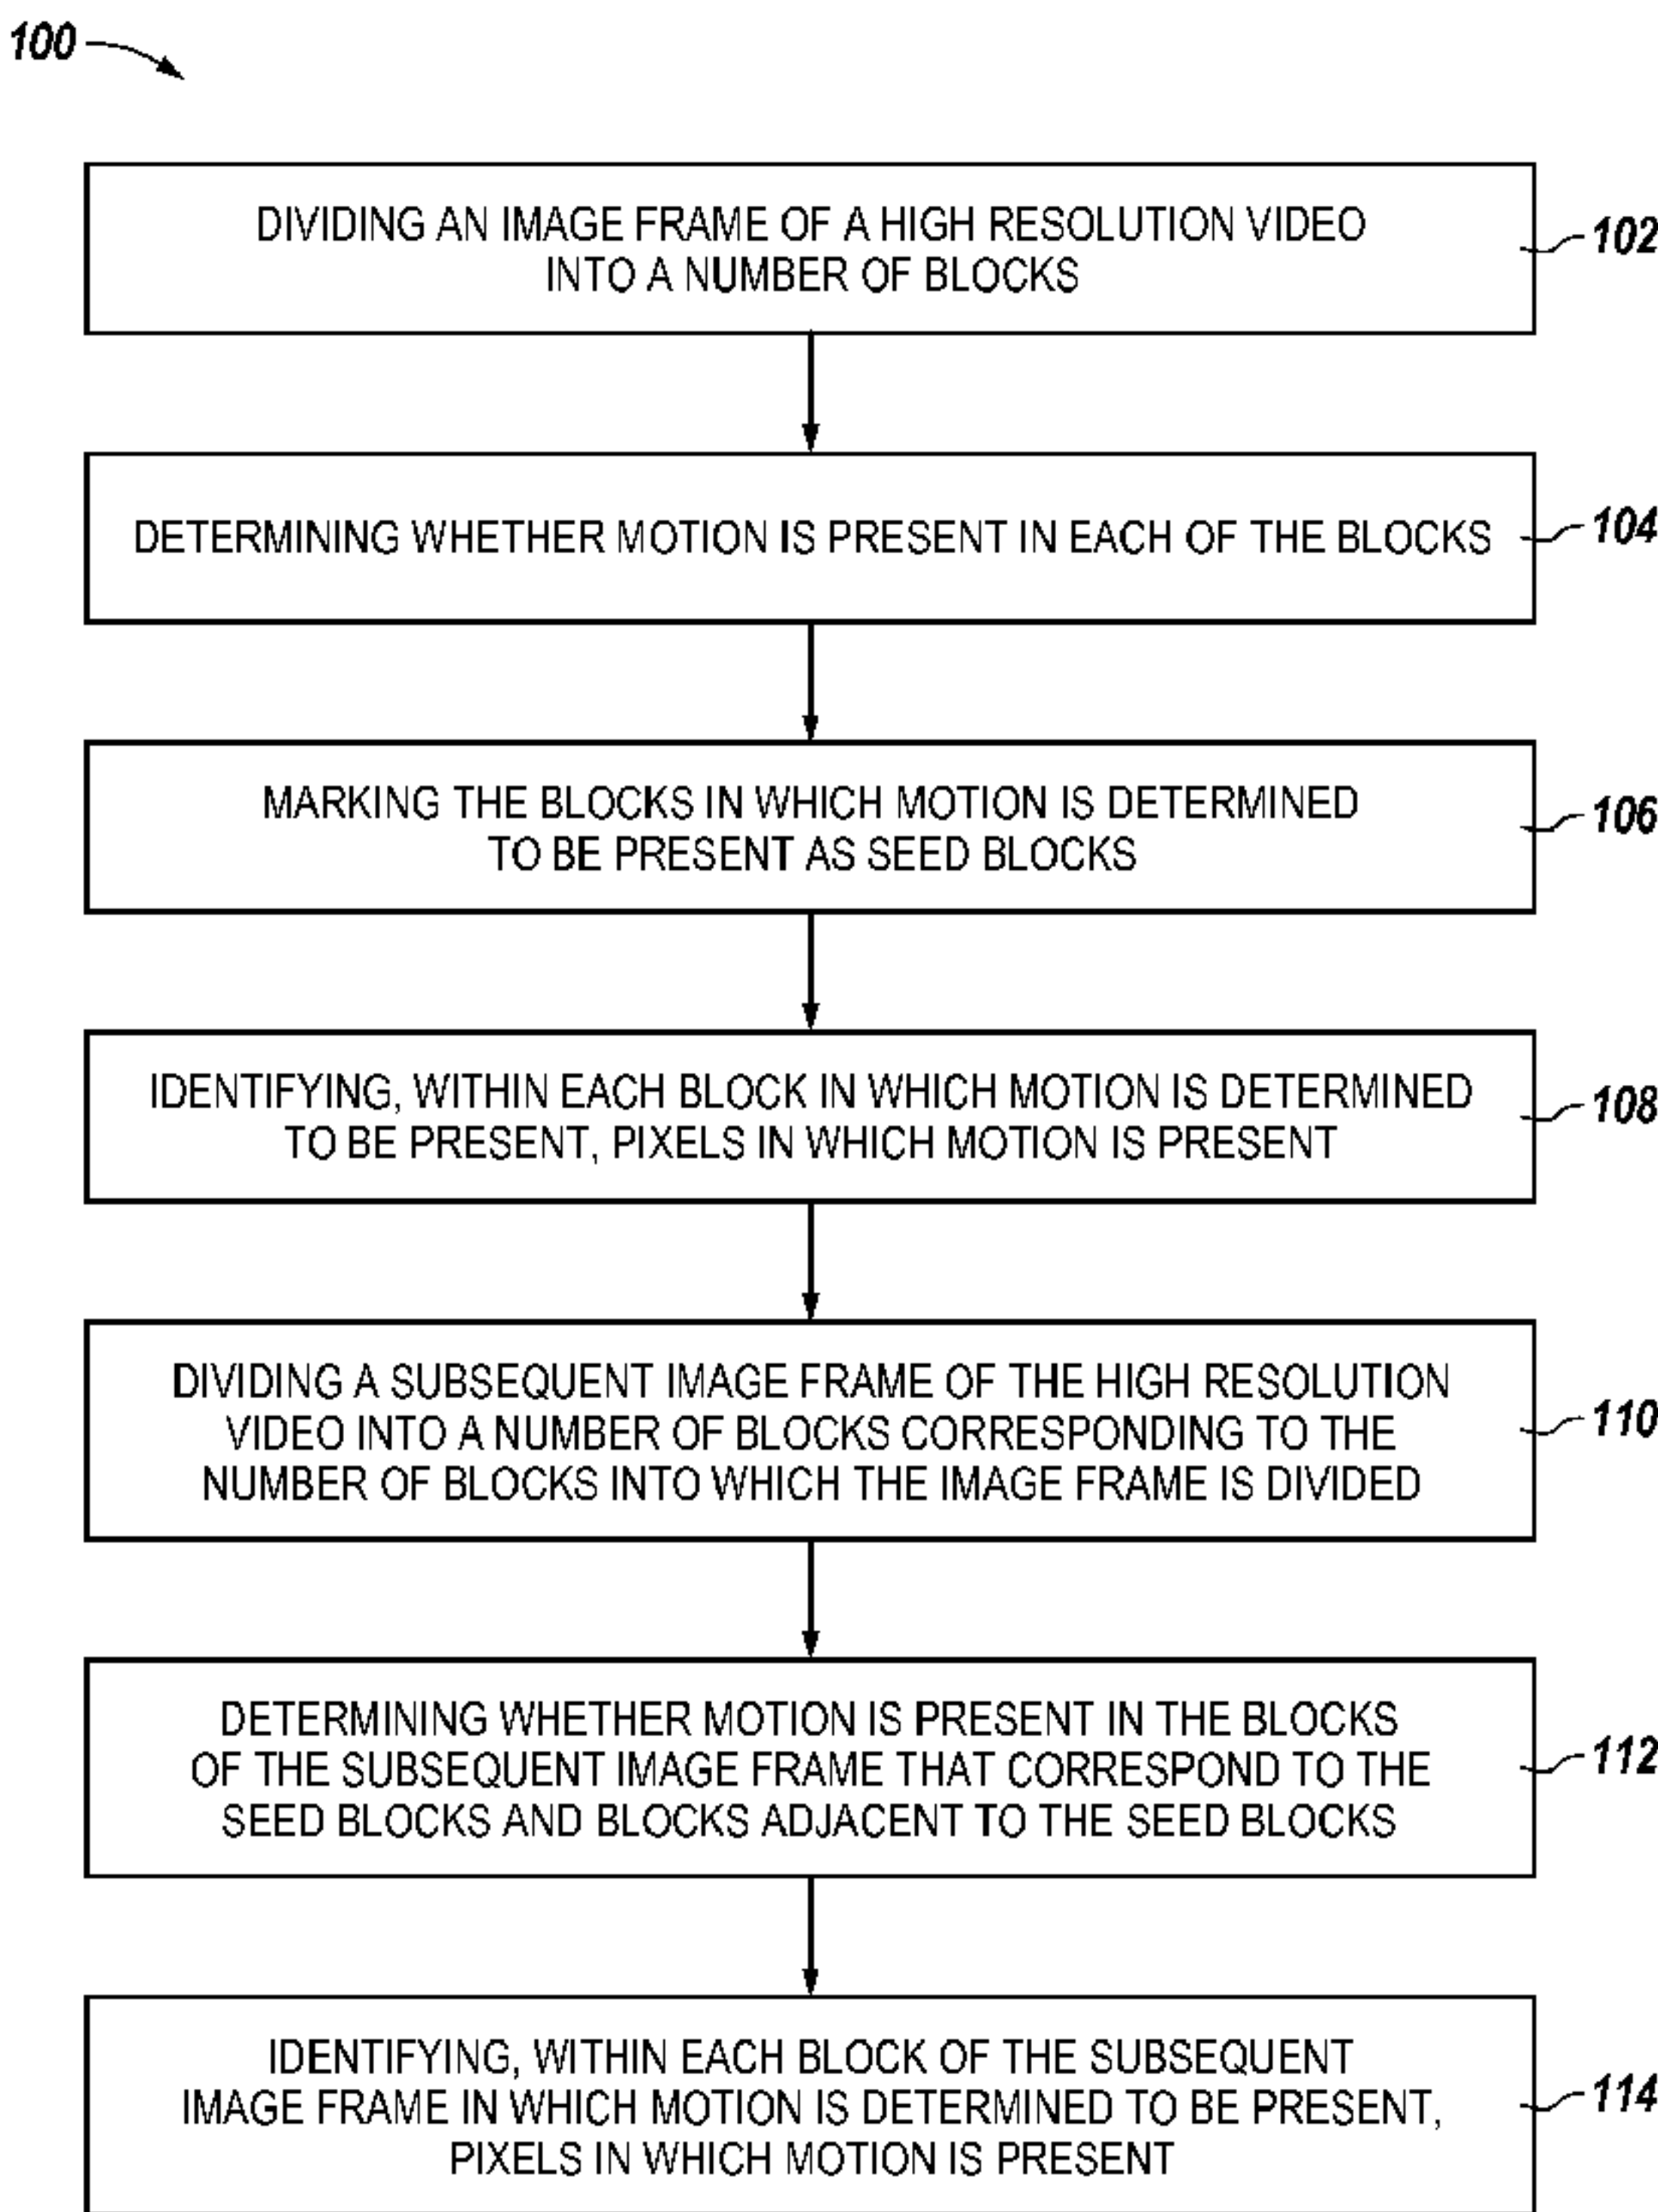 100
DIVIDING AN IMAGE FRAME OF A HIGH RESOLUTION VIDEO
INTO A NUMBER OF BLOCKS
102
DETERMINING WHETHER MOTION IS PRESENT IN EACH OF THE BLOCKS
104
MARKING THE BLOCKS IN WHICH MOTION IS DETERMINED
TO BE PRESENT AS SEED BLOCKS
106
IDENTIFYING, WITHIN EACH BLOCK IN WHICH MOTION IS DETERMINED
TO BE PRESENT, PIXELS IN WHICH MOTION IS PRESENT
108
DIVIDING A SUBSEQUENT IMAGE FRAME OF THE HIGH RESOLUTION
VIDEO INTO A NUMBER OF BLOCKS CORRESPONDING TO THE
NUMBER OF BLOCKS INTO WHICH THE IMAGE FRAME IS DIVIDED
110
DETERMINING WHETHER MOTION IS PRESENT IN THE BLOCKS
OF THE SUBSEQUENT IMAGE FRAME THAT CORRESPOND TO THE
SEED BLOCKS AND BLOCKS ADJACENT TO THE SEED BLOCKS
112
IDENTIFYING, WITHIN EACH BLOCK OF THE SUBSEQUENT
IMAGE FRAME IN WHICH MOTION IS DETERMINED TO BE PRESENT,
PIXELS IN WHICH MOTION IS PRESENT
114